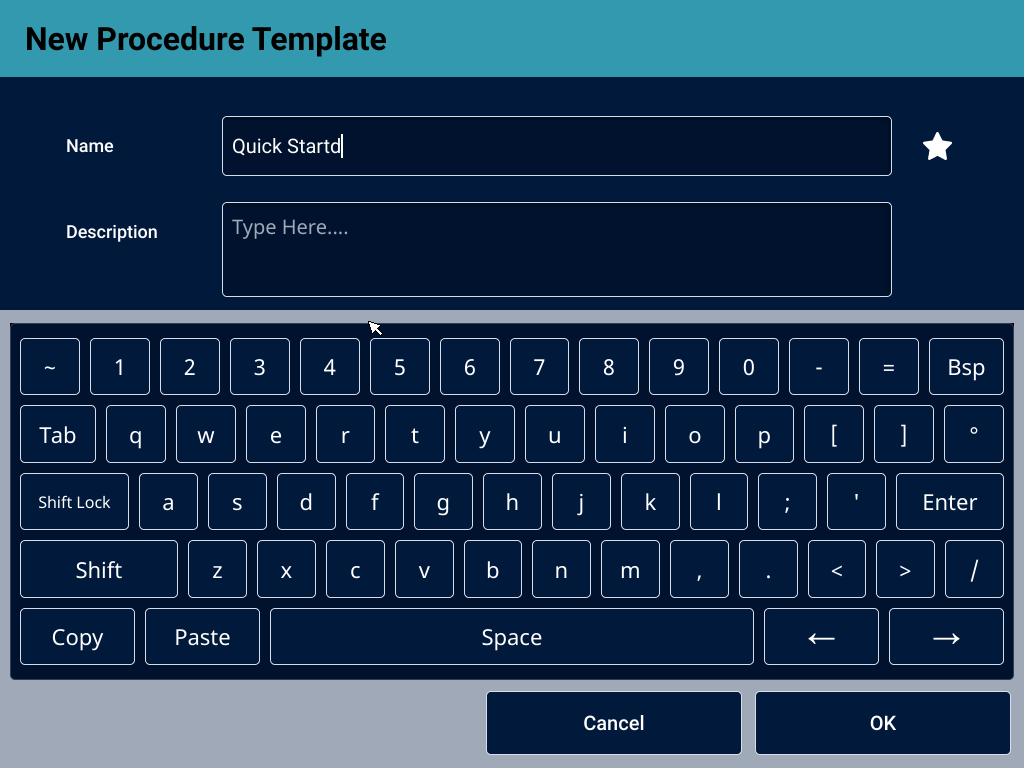 New Procedure Template
Name
Quick Startd
Description
Type Here....
~ 1 2 3 4 5 6 7 8 9 0 - = Bsp
Tab q w e r t y u i o p [ ] °
Shift Lock a s d f g h j k l ; ' Enter
Shift z x c v b n m , . < > /
Copy Paste Space ← →
Cancel OK